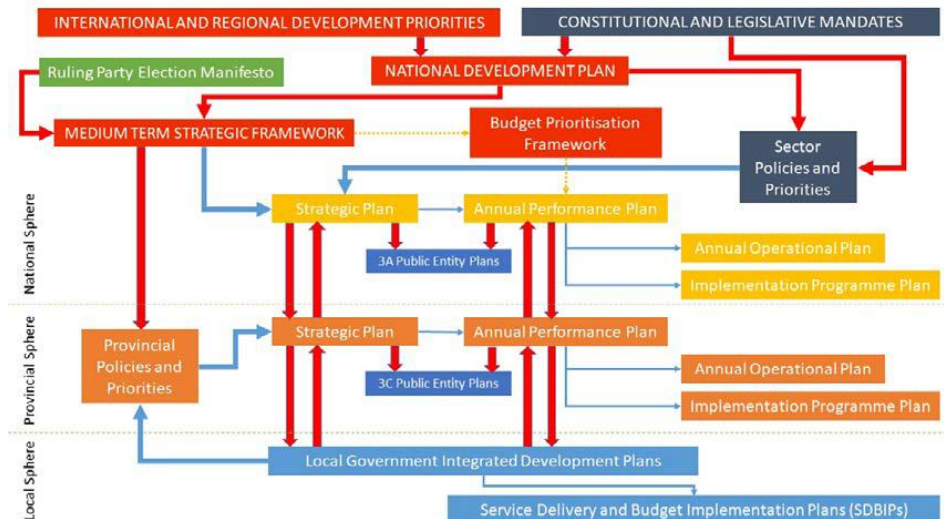 INTERNATIONAL AND REGIONAL DEVELOPMENT PRIORITIES
CONSTITUTIONAL AND LEGISLATIVE MANDATES
Ruling Party Election Manifesto
NATIONAL DEVELOPMENT PLAN
MEDIUM TERM STRATEGIC FRAMEWORK
Budget Prioritisation
Framework
Sector
Policies and
Priorities
National Sphere
Strategic Plan
Annual Performance Plan
3A Public Entity Plans
Annual Operational Plan
Implementation Programme Plan
Provincial Sphere
Provincial
Policies and
Priorities
Strategic Plan
Annual Performance Plan
3C Public Entity Plans
Annual Operational Plan
Implementation Programme Plan
Local Sphere
Local Government Integrated Development Plans
Service Delivery and Budget Implementation Plans (SDBIPs)